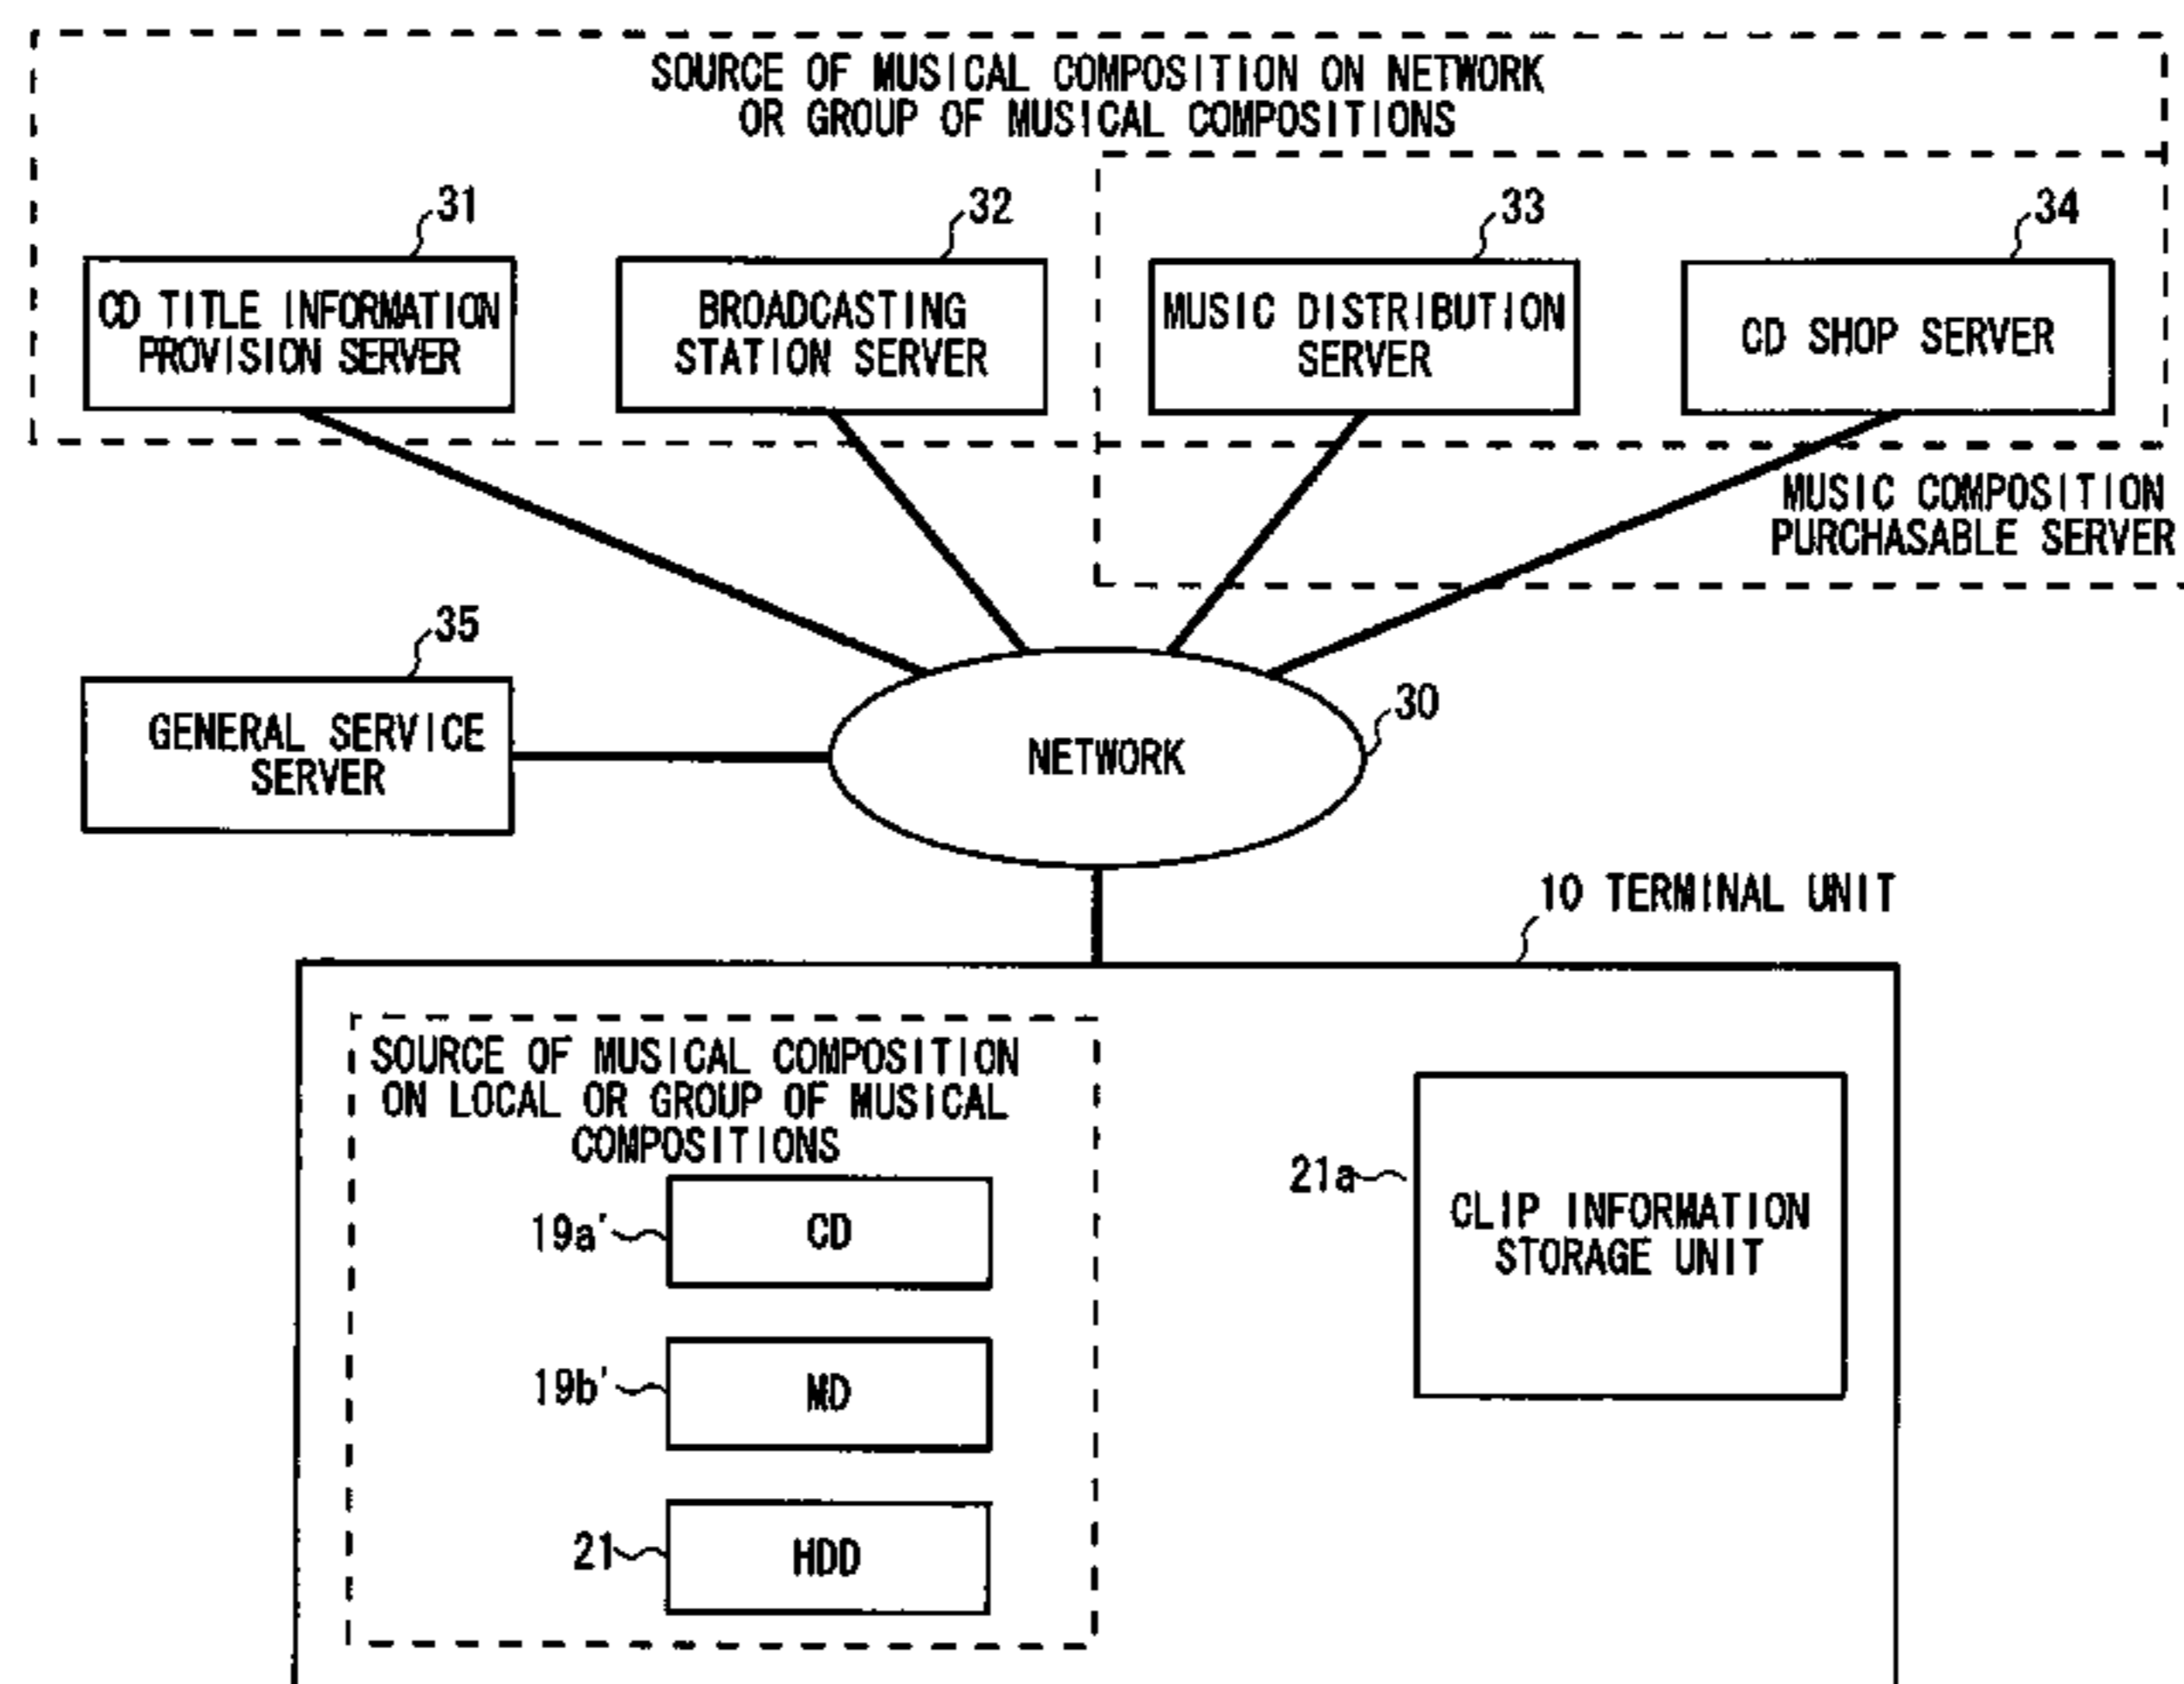 SOURCE OF MUSICAL COMPOSITION ON NETWORK
OR GROUP OF MUSICAL COMPOSITIONS
31
32
33
34
CD TITLE INFORMATION
PROVISION SERVER
BROADCASTING
STATION SERVER
MUSIC DISTRIBUTION
SERVER
CD SHOP SERVER
MUSIC COMPOSITION
PURCHASABLE SERVER
35
GENERAL SERVICE
SERVER
30
NETWORK
10 TERMINAL UNIT
SOURCE OF MUSICAL COMPOSITION
ON LOCAL OR GROUP OF MUSICAL
COMPOSITIONS
19a'
CD
19b'
MD
21
HDD
21a
CLIP INFORMATION
STORAGE UNIT